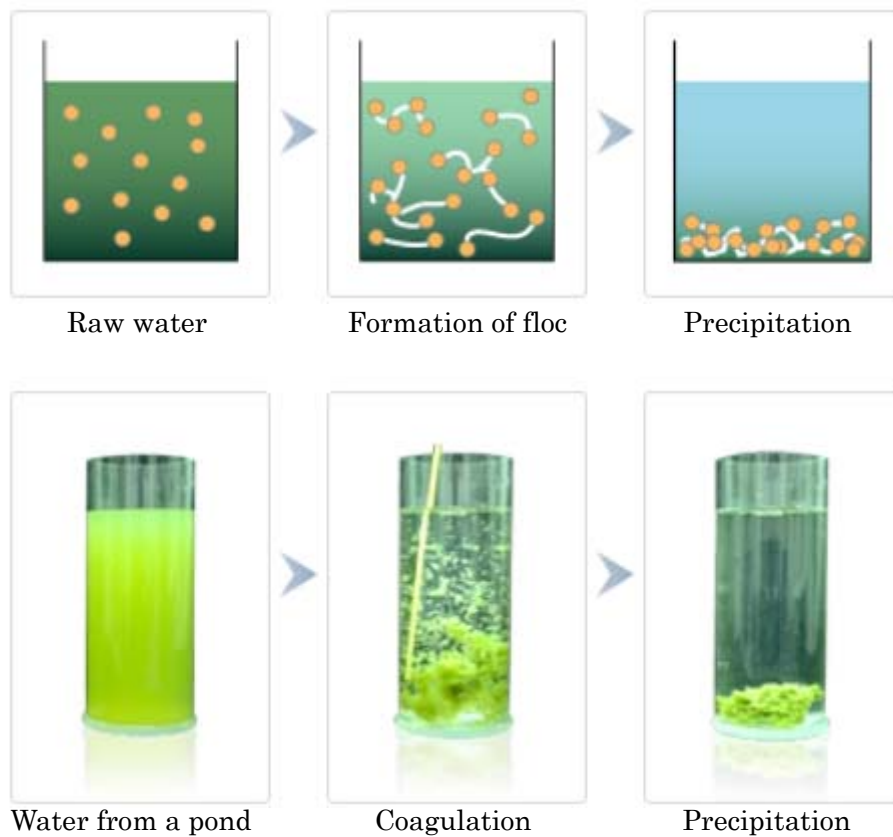 Raw water
Formation of floc
Precipitation
Water from a pond
Coagulation
Precipitation